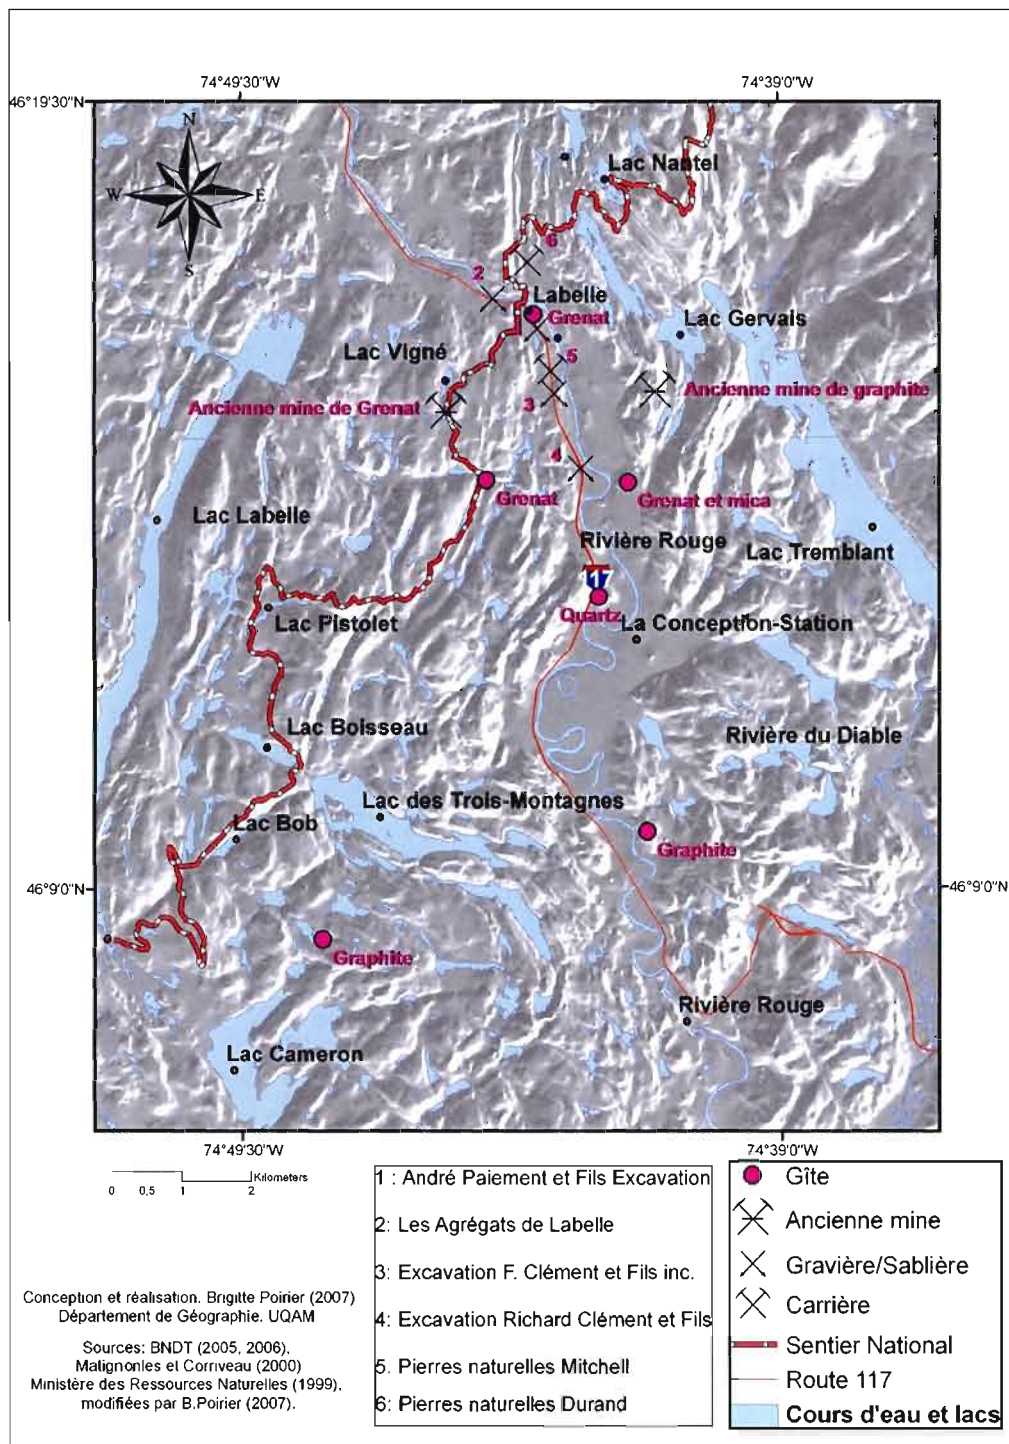 74°49'30"W
74°39'0"W
46°19'30"N
N
W
E
S
Lac Nantel
6
2
Labelle
Grenat
Lac Gervais
Lac Vigné
5
Ancienne mine de graphite
3
Ancienne mine de Grenat
4
Grenat
Grenat et mica
Lac Labelle
Rivière Rouge
Lac Tremblant
Quartz
Lac Pistolet
La Conception-Station
Lac Boisseau
Rivière du Diable
Lac des Trois-Montagnes
Lac Bob
Graphite
46°9'0"N
46°9'0"N
Graphite
Rivière Rouge
Lac Cameron
74°49'30"W
74°39'0"W
Kilometers
0 0,5 1 2
1 : André Paiement et Fils Excavation
2: Les Agrégats de Labelle
3: Excavation F. Clément et Fils inc.
4: Excavation Richard Clément et Fils
5. Pierres naturelles Mitchell
6: Pierres naturelles Durand
Gîte
Ancienne mine
Gravière/Sablière
Carrière
Sentier National
Route 117
Cours d'eau et lacs
Conception et réalisation. Brigitte Poirier (2007)
Département de Géographie. UQAM
Sources: BNDT (2005, 2006),
Malignonles et Corriveau (2000)
Ministère des Ressources Naturelles (1999),
modifiées par B.Poirier (2007).